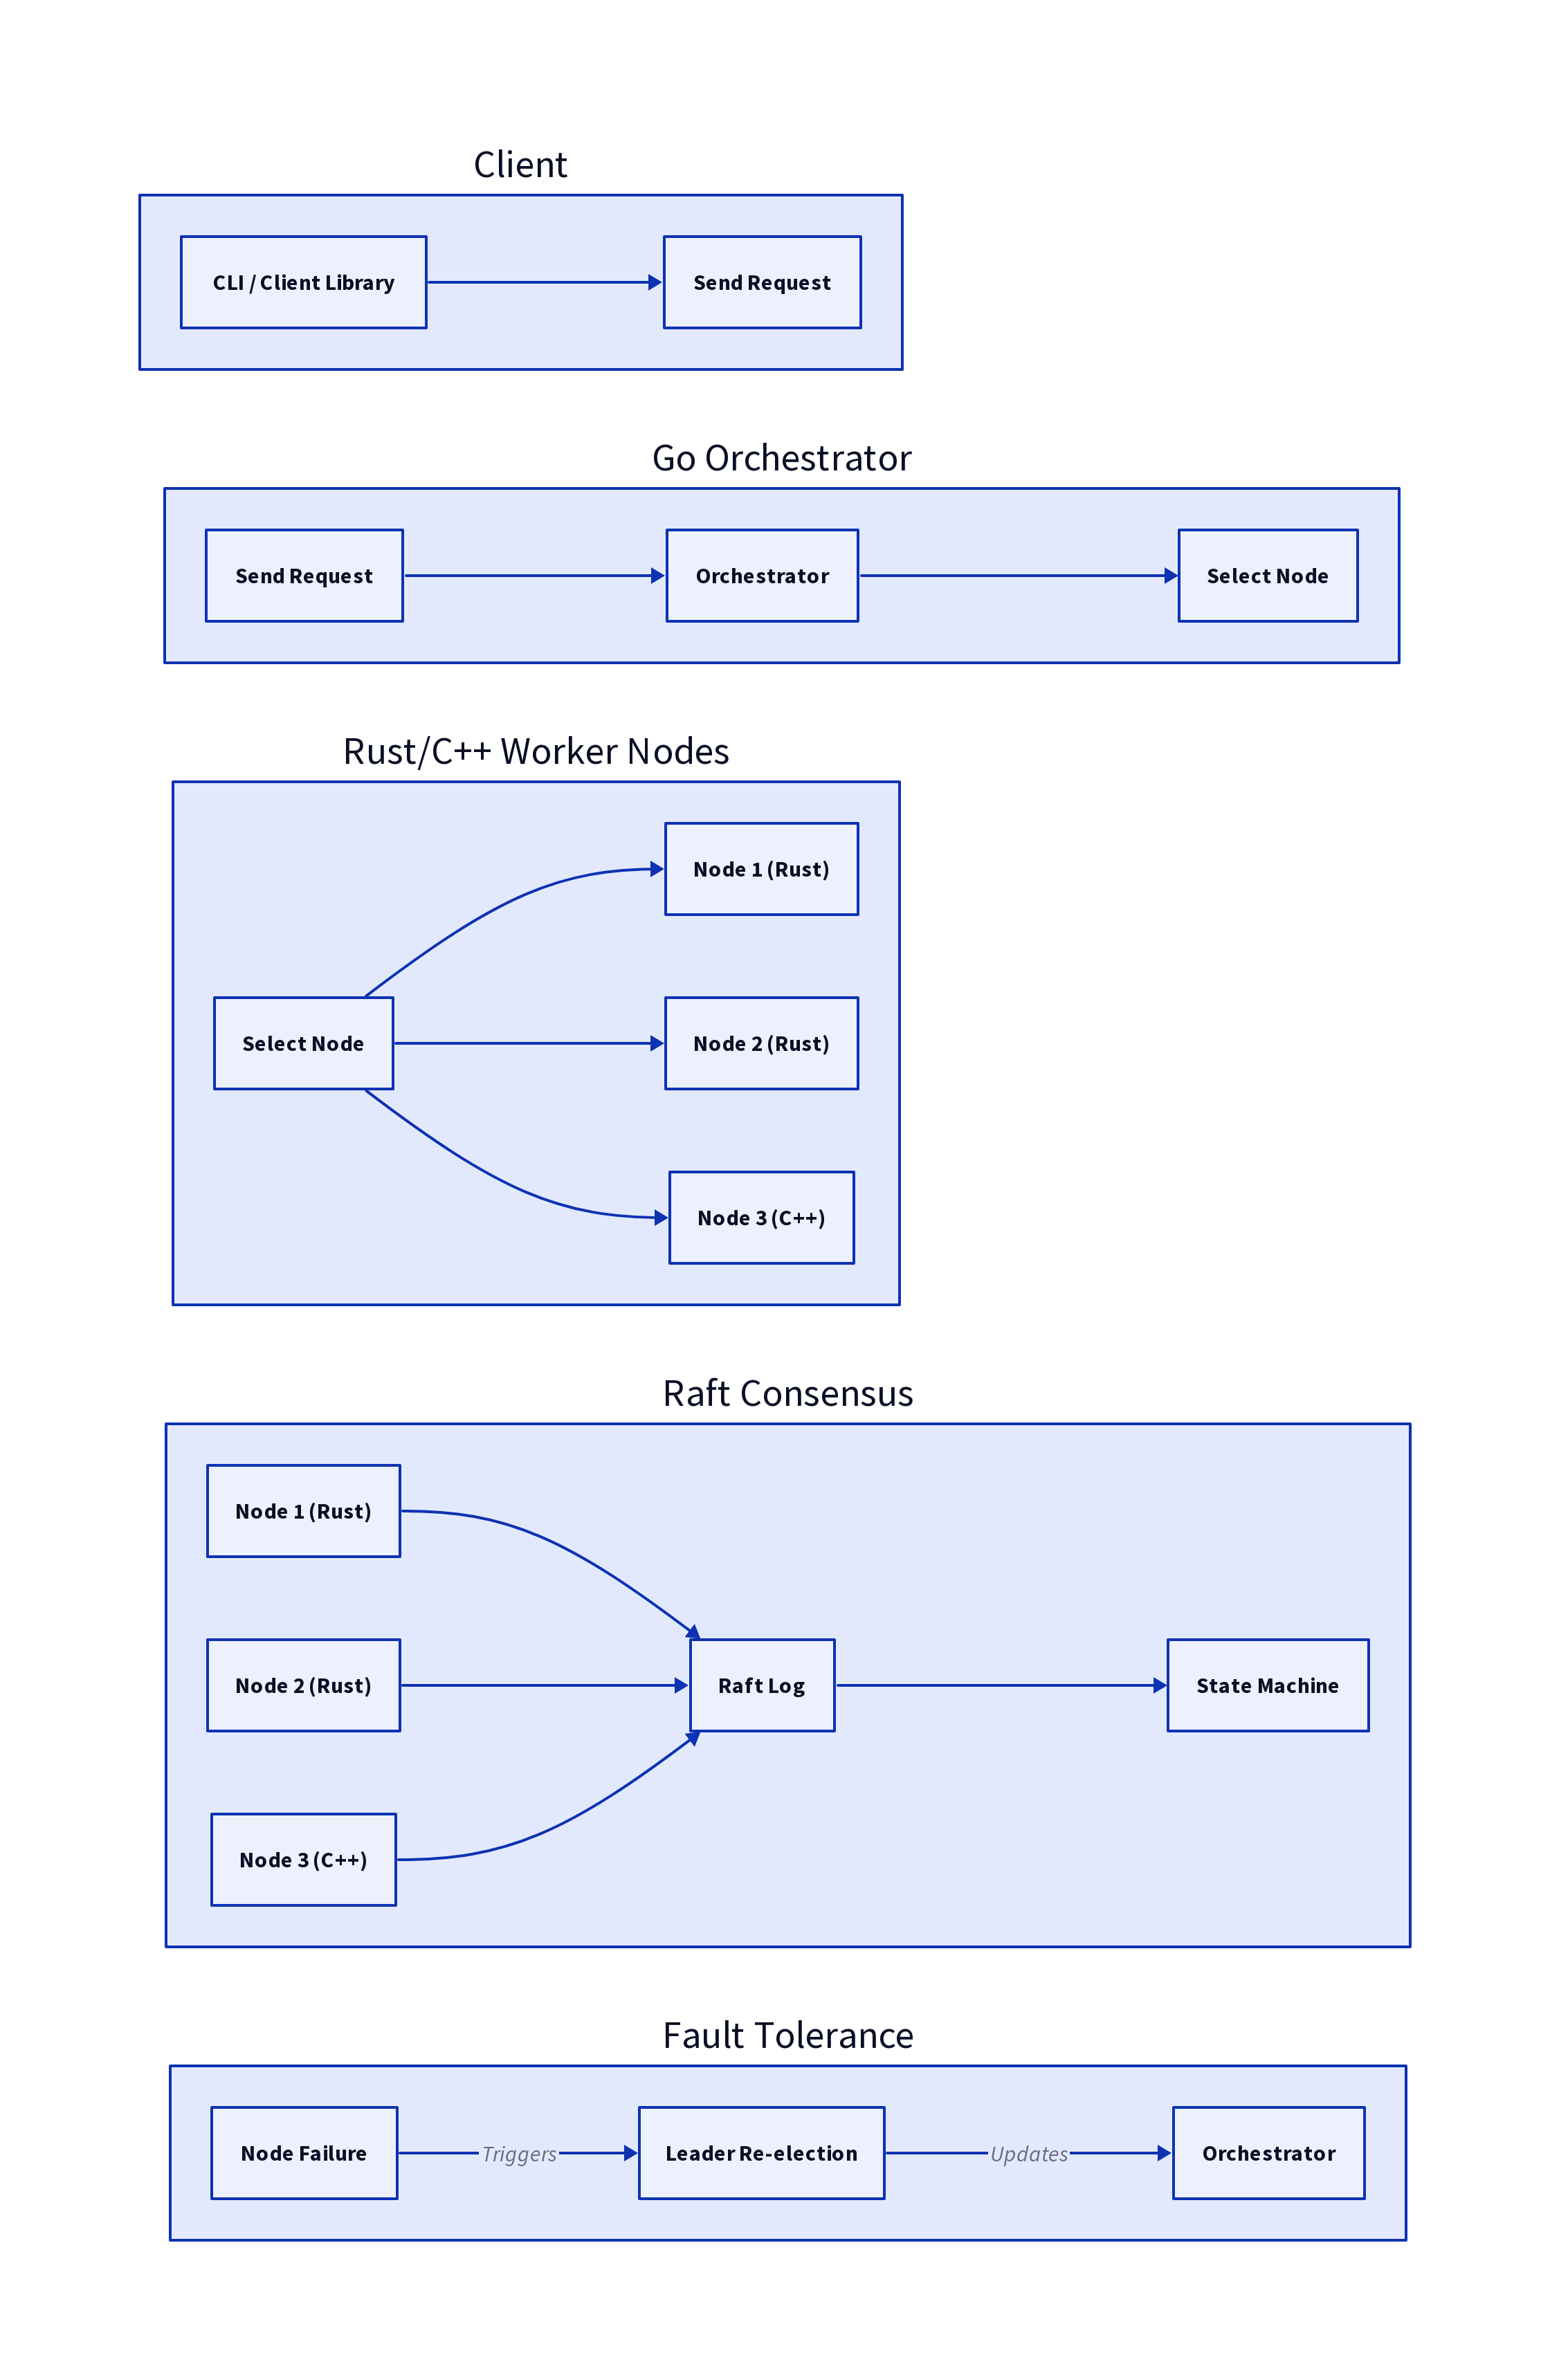 Client
CLI / Client Library
Send Request
Go Orchestrator
Send Request
Orchestrator
Select Node
Rust/C++ Worker Nodes
Node 1 (Rust)
Select Node
Node 2 (Rust)
Node 3 (C++)
Raft Consensus
Node 1 (Rust)
Node 2 (Rust)
Raft Log
State Machine
Node 3 (C++)
Fault Tolerance
Node Failure
Triggers
Leader Re-election
Updates
Orchestrator